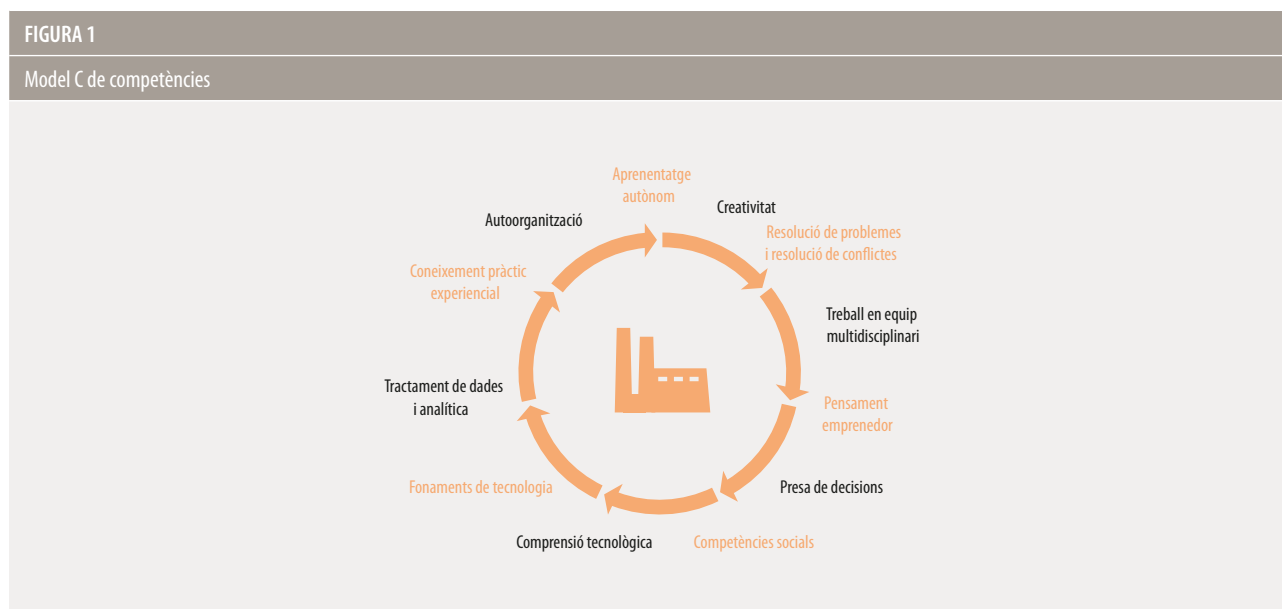 FIGURA 1
Model C de competències
Aprenentatge
autònom
Creativitat
Resolució de problemes
i resolució de conflictes
Treball en equip
multidisciplinari
Pensament
emprenedor
Presa de decisions
Competències socials
Comprensió tecnològica
Fonaments de tecnologia
Tractament de dades
i analítica
Coneixement pràctic
experiencial
Autoorganització